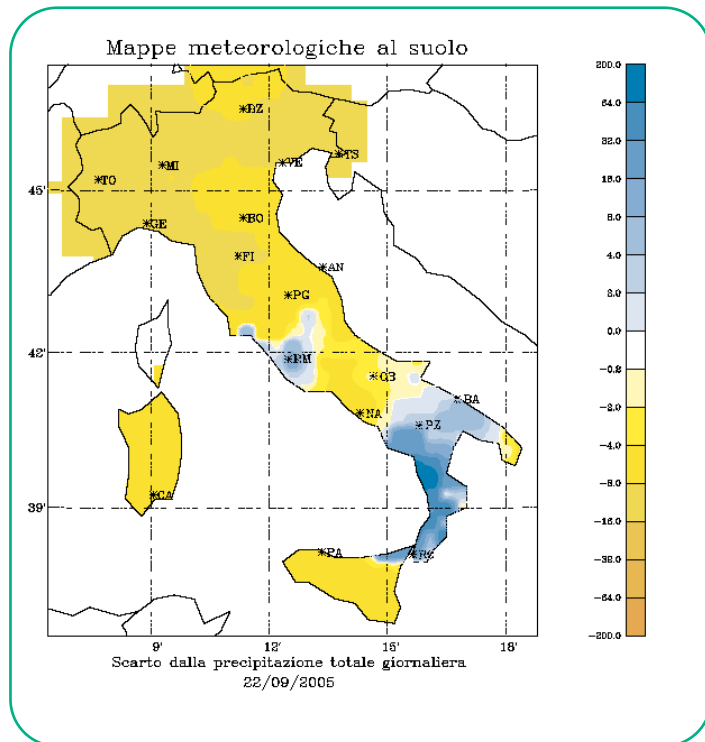 Mappe meteorologiche al suolo
200.0
64.0
32.0
16.0
8.0
4.0
0.0
-0.2
-2.0
-4.0
-8.0
-16.0
-32.0
-64.0
-200.0
BZ
TS
VE
MI
TO
45'
BO
GE
FI
AN
PG
42'
RM
CB
BA
NA
PZ
CA
39'
PA
RC
9' 12' 15' 18'
Scarto dalla precipitazione totale giornaliera
22/09/2005